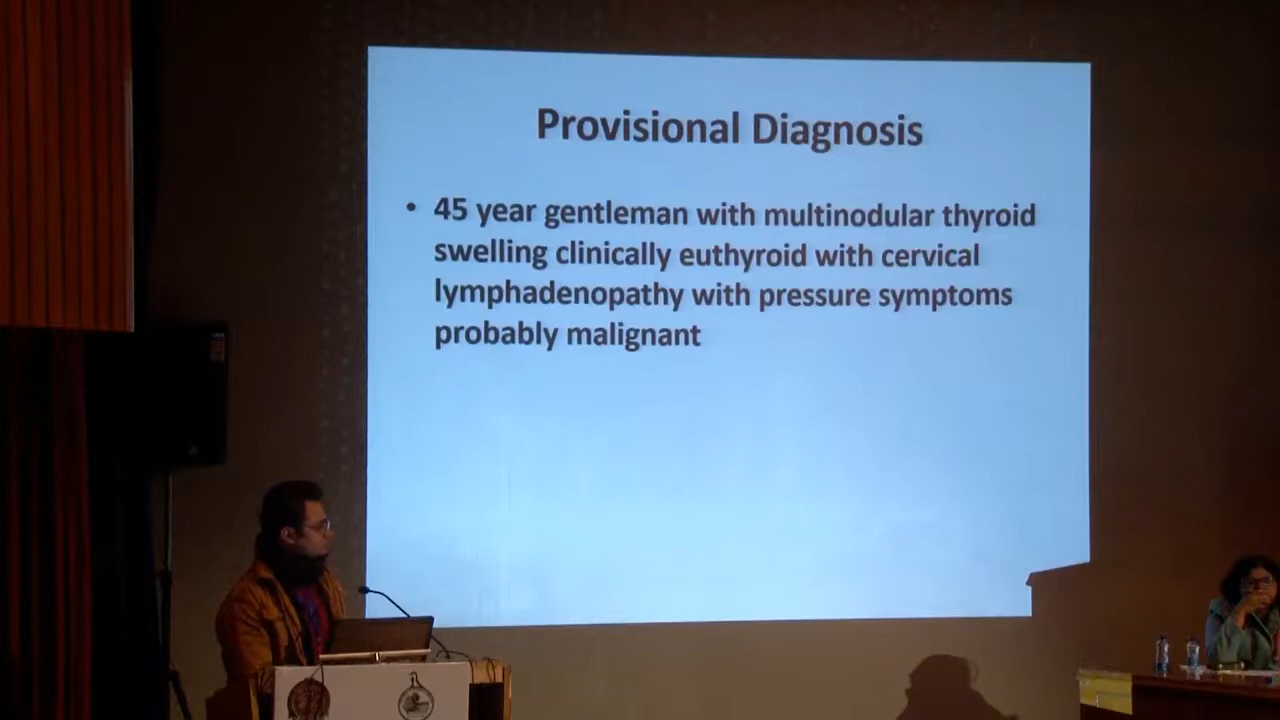 Provisional Diagnosis
• 45 year gentleman with multinodular thyroid
swelling clinically euthyroid with cervical
lymphadenopathy with pressure symptoms
probably malignant